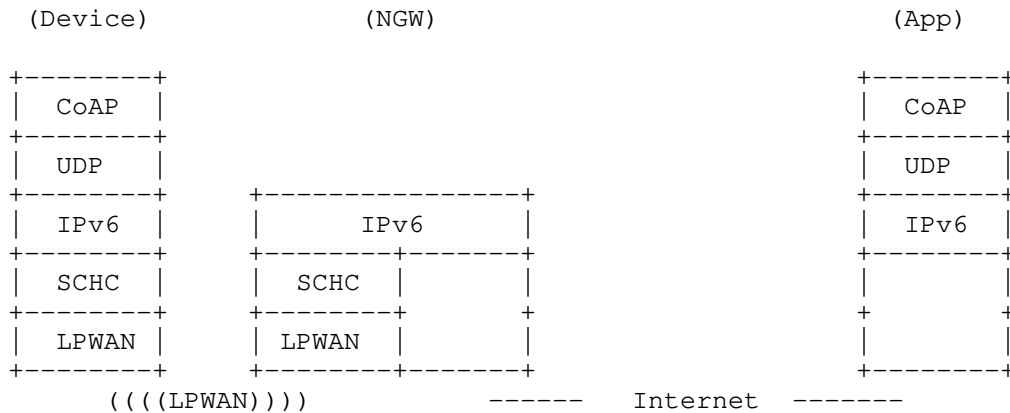 (Device) (NGW) (App)
CoAP CoAP
UDP UDP
IPv6 IPv6 IPv6
SCHC SCHC
LPWAN LPWAN
((((LPWAN)))) ------ Internet -------